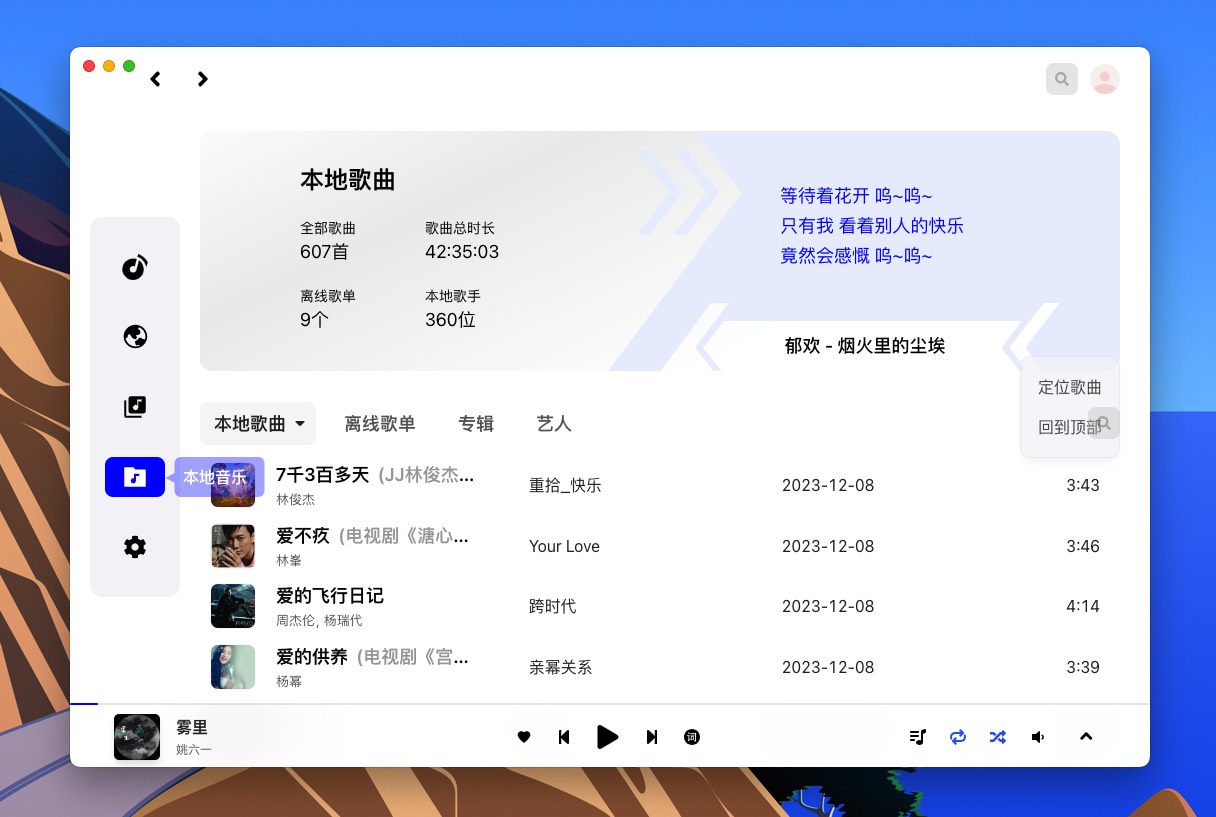 本地歌曲
全部歌曲
歌曲总时长
607首
42:35:03
离线歌单
本地歌手
9个
360位
等待着花开 呜~呜~
只有我 看着别人的快乐
竟然会感慨 呜~呜~
郁欢 - 烟火里的尘埃
定位歌曲
回到顶部
本地歌曲
离线歌单
专辑
艺人
本地音乐
7千3百多天 (JJ林俊杰...
林俊杰
重拾_快乐
2023-12-08
3:43
爱不疚 (电视剧《溏心...
林峯
Your Love
2023-12-08
3:46
爱的飞行日记
周杰伦, 杨瑞代
跨时代
2023-12-08
4:14
爱的供养 (电视剧《宫...
杨幂
亲幂关系
2023-12-08
3:39
雾里
姚六一
词